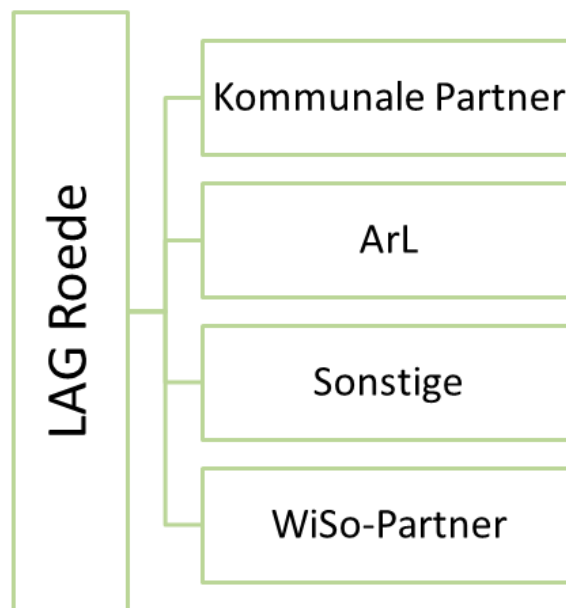 LAG Roede
Kommunale Partner
ArL
Sonstige
WiSo-Partner